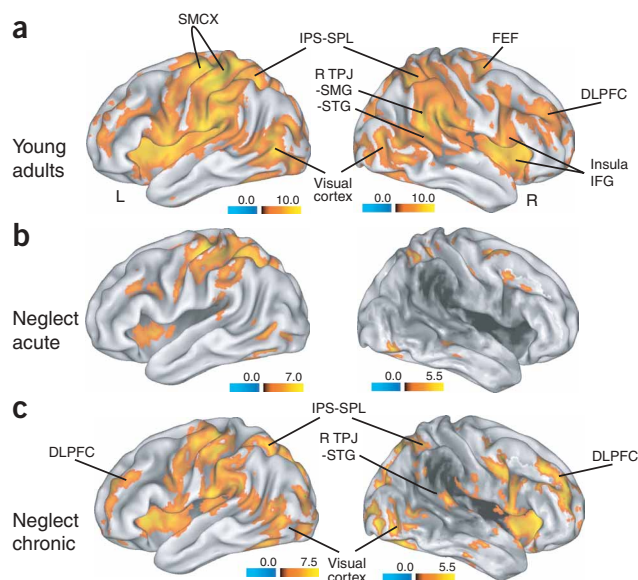 a
SMCX
IPS-SPL
FEF
R TPJ
-SMG
-STG
DLPFC
Young
adults
Visual
cortex
Insula
IFG
L
R
0.0 10.0
0.0 10.0
b
Neglect
acute
0.0 7.0
0.0 5.5
c
IPS-SPL
DLPFC
R TPJ
-STG
DLPFC
Neglect
chronic
Visual
cortex
0.0 7.5
0.0 5.5